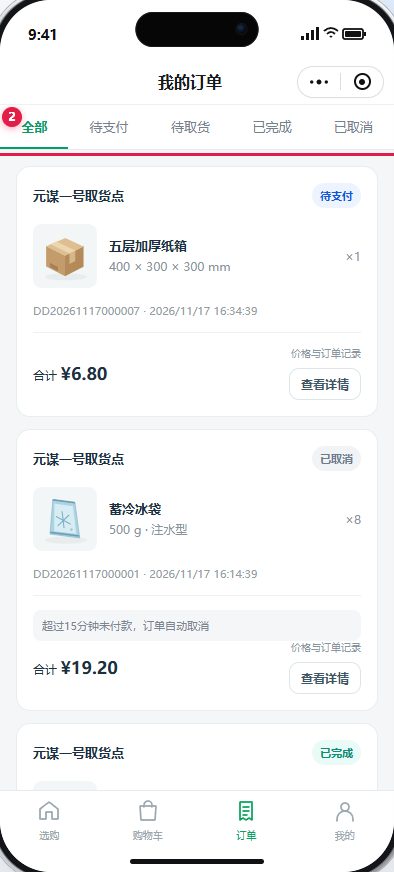 9:41
我的订单
2
全部 待支付 待取货 已完成 已取消
元谋一号取货点 待支付
五层加厚纸箱
400 × 300 × 300 mm ×1
DD20261117000007 · 2026/11/17 16:34:39
价格与订单记录
合计 ¥6.80 查看详情
元谋一号取货点 已取消
蓄冷冰袋
500 g · 注水型 ×8
DD20261117000001 · 2026/11/17 16:14:39
超过15分钟未付款，订单自动取消
价格与订单记录
合计 ¥19.20 查看详情
元谋一号取货点 已完成
选购 购物车 订单 我的